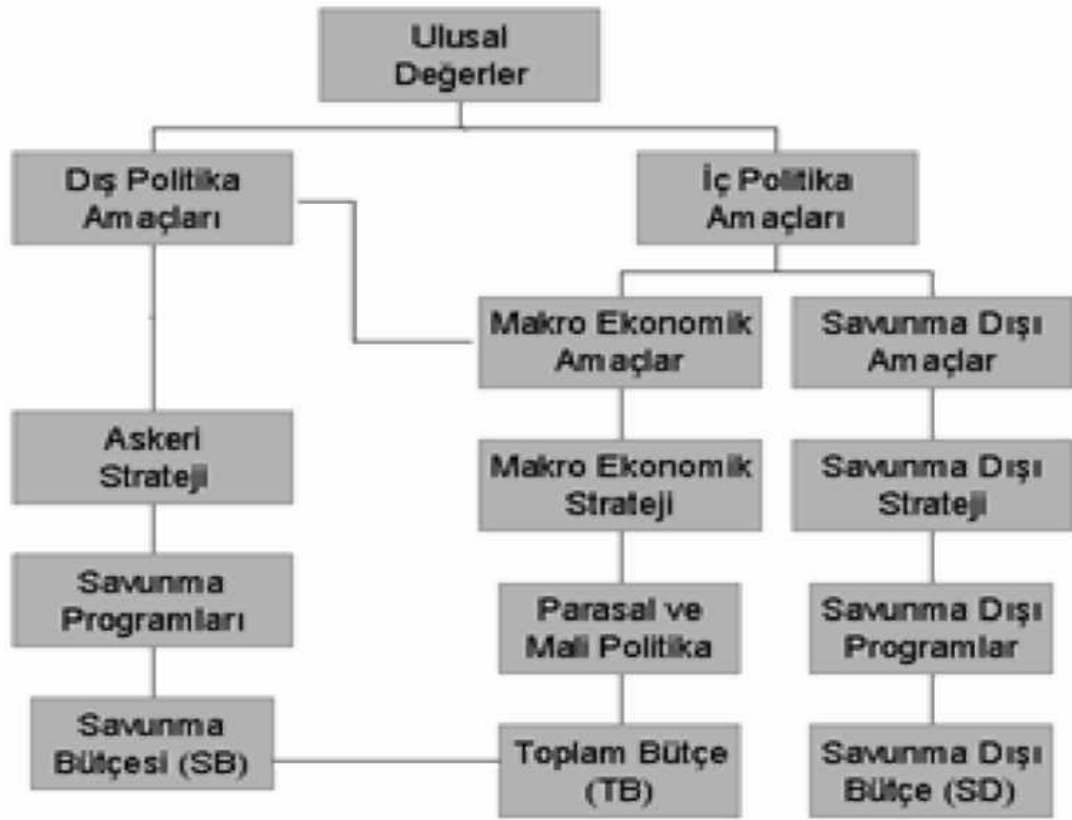 Ulusal
Değerler
Dış Politika
Amaçları
İç Politika
Amaçları
Makro Ekonomik
Amaçlar
Savunma Dışı
Amaçlar
Askeri
Strateji
Makro Ekonomik
Strateji
Savunma Dışı
Strateji
Savunma
Programları
Parasal ve
Mali Politika
Savunma Dışı
Programlar
Savunma
Bütçesi (SB)
Toplam Bütçe
(TB)
Savunma Dışı
Bütçe (SD)